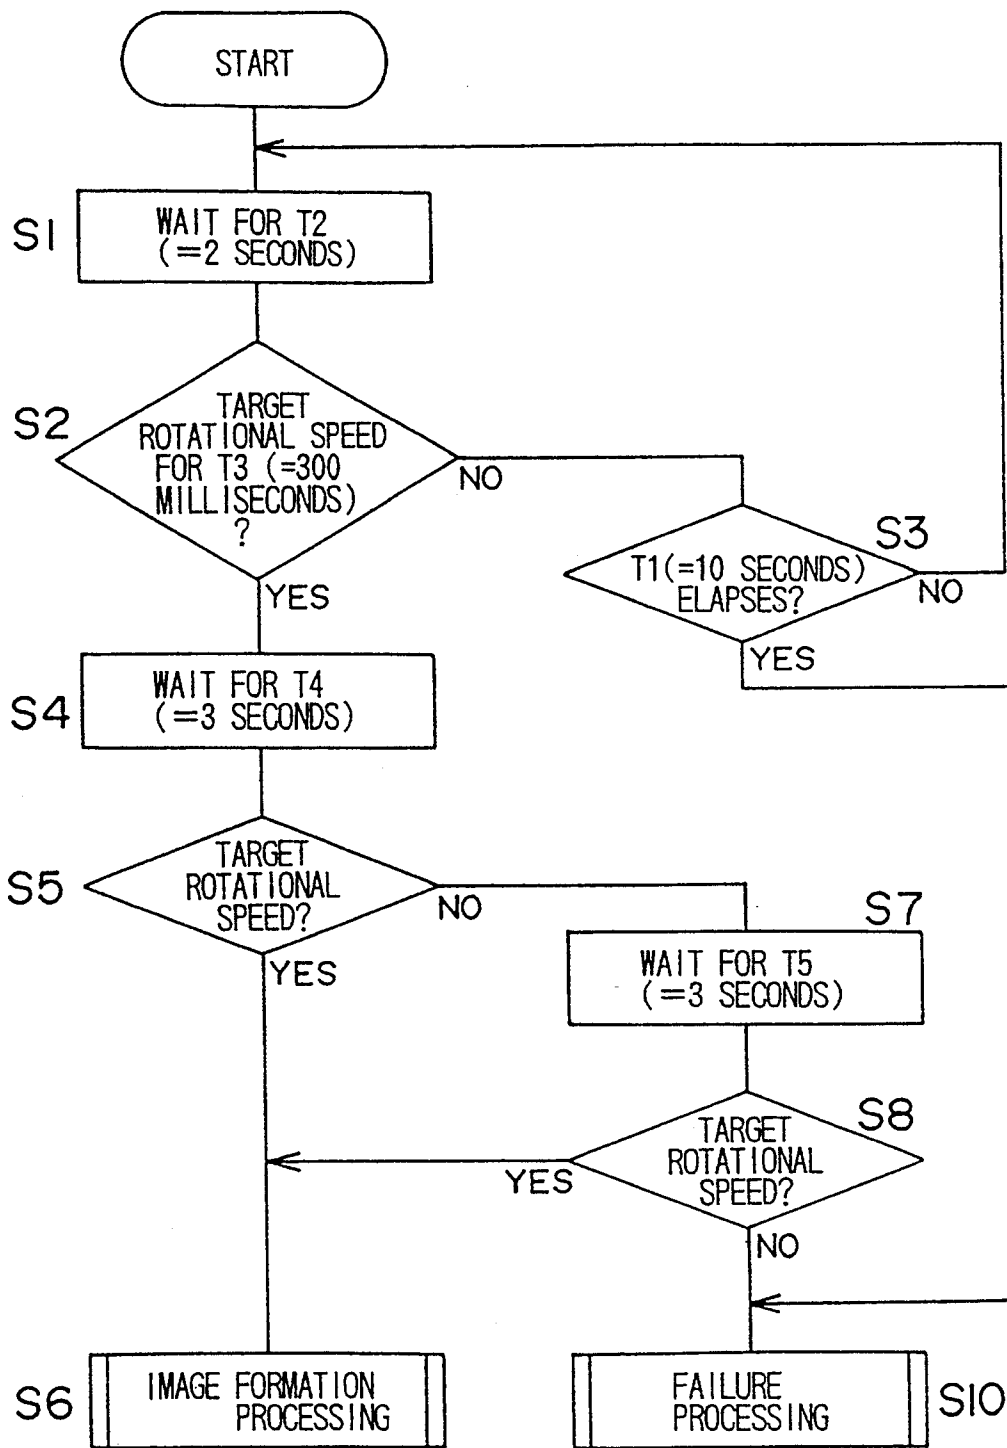 START
S1
WAIT FOR T2
(=2 SECONDS)
S2
TARGET
ROTATIONAL SPEED
FOR T3 (=300
MILLISECONDS)
?
NO
YES
S3
T1(=10 SECONDS)
ELAPSES?
NO
YES
S4
WAIT FOR T4
(=3 SECONDS)
S5
TARGET
ROTATIONAL
SPEED?
NO
YES
S7
WAIT FOR T5
(=3 SECONDS)
S8
TARGET
ROTATIONAL
SPEED?
YES
NO
S6
IMAGE FORMATION
PROCESSING
FAILURE
PROCESSING
S10